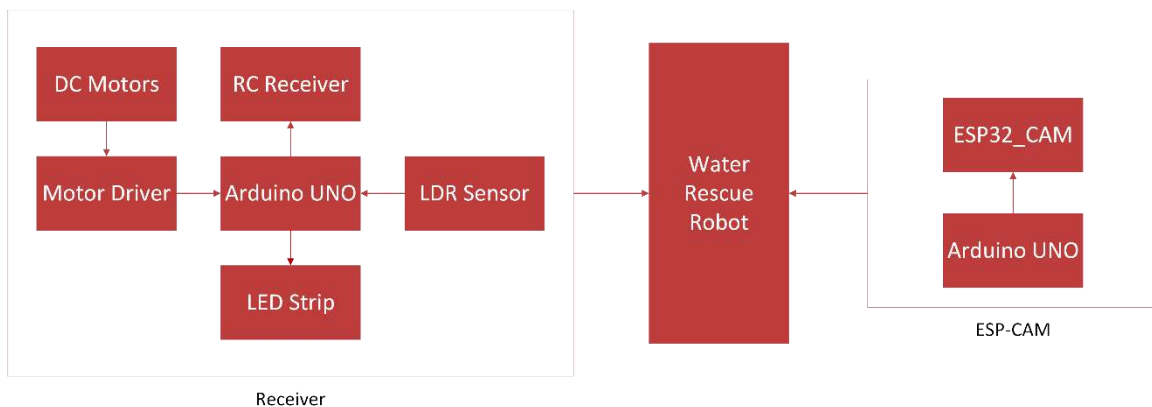 DC Motors
RC Receiver
Motor Driver
Arduino UNO
LDR Sensor
LED Strip
Receiver
Water
Rescue
Robot
ESP32_CAM
Arduino UNO
ESP-CAM